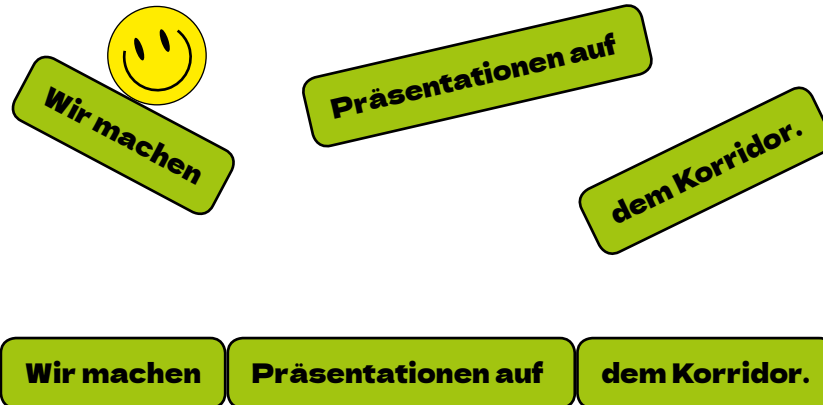 Wir machen
Präsentationen auf
dem Korridor.
Wir machen Präsentationen auf dem Korridor.